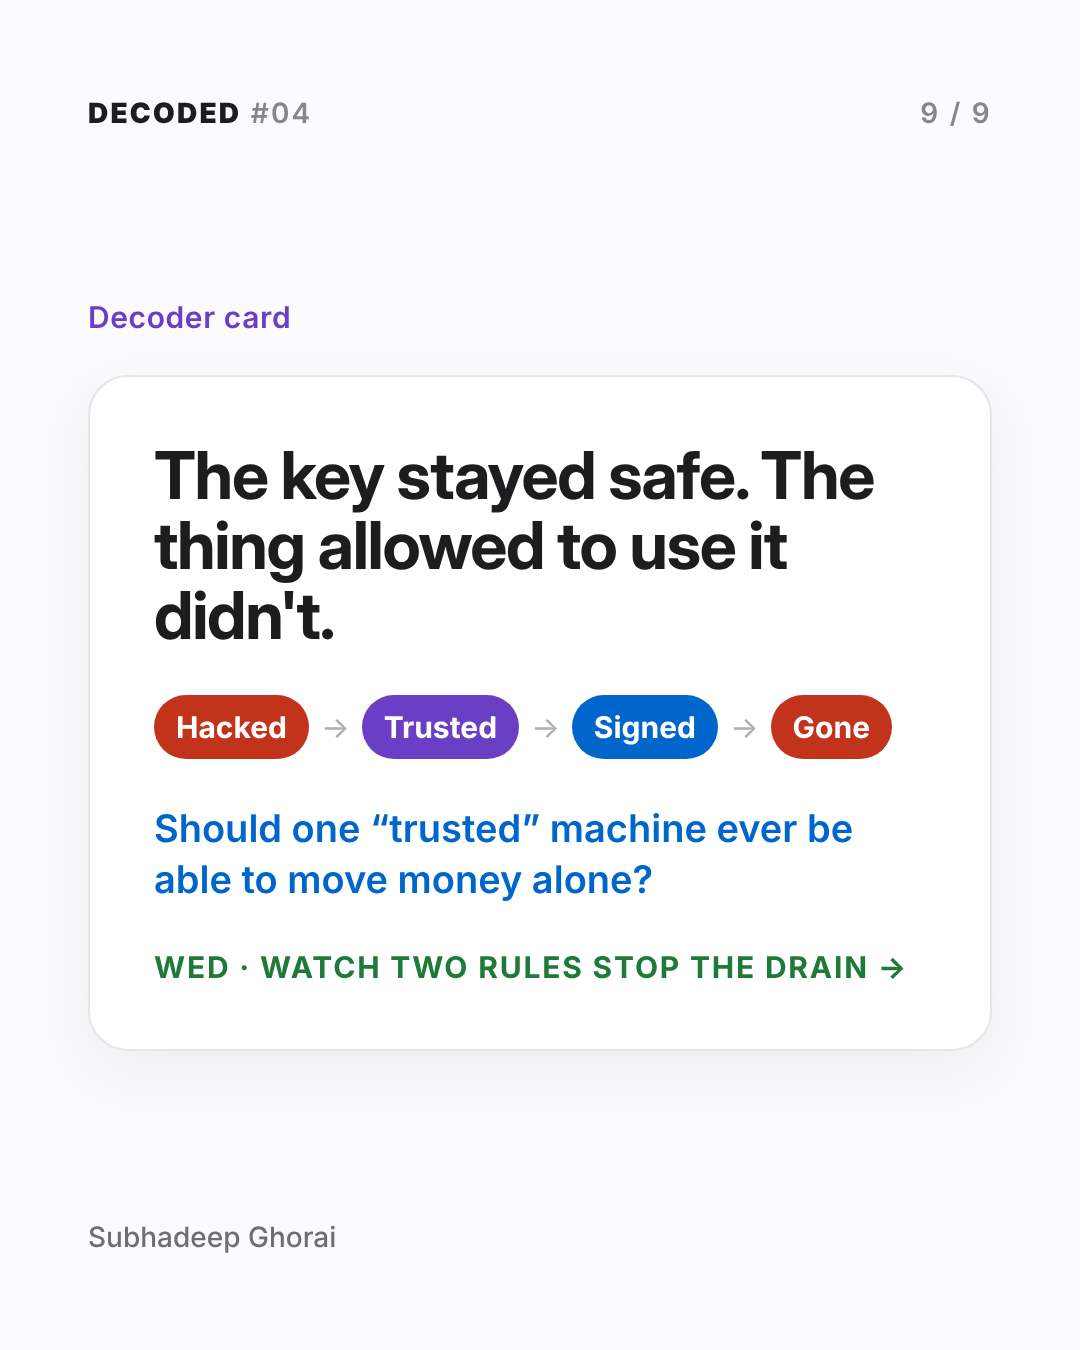 DECODED #04
9 / 9
Decoder card
The key stayed safe. The
thing allowed to use it
didn't.
Hacked → Trusted → Signed → Gone
Should one “trusted” machine ever be
able to move money alone?
WED · WATCH TWO RULES STOP THE DRAIN →
Subhadeep Ghorai